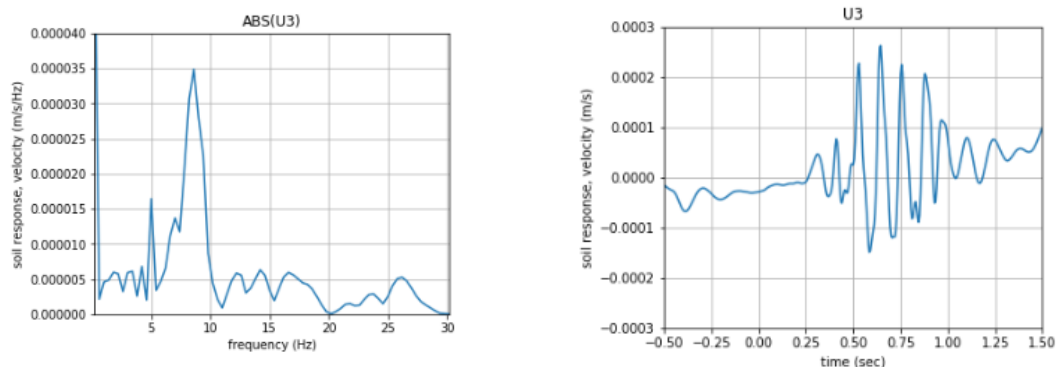 ABS(U3)
0.000040
0.000035
0.000030
0.000025
0.000020
0.000015
0.000010
0.000005
0.000000
soil response, velocity (m/s/Hz)
5 10 15 20 25 30
frequency (Hz)
U3
0.0003
0.0002
0.0001
0.0000
−0.0001
−0.0002
−0.0003
soil response, velocity (m/s)
−0.50 −0.25 0.00 0.25 0.50 0.75 1.00 1.25 1.50
time (sec)